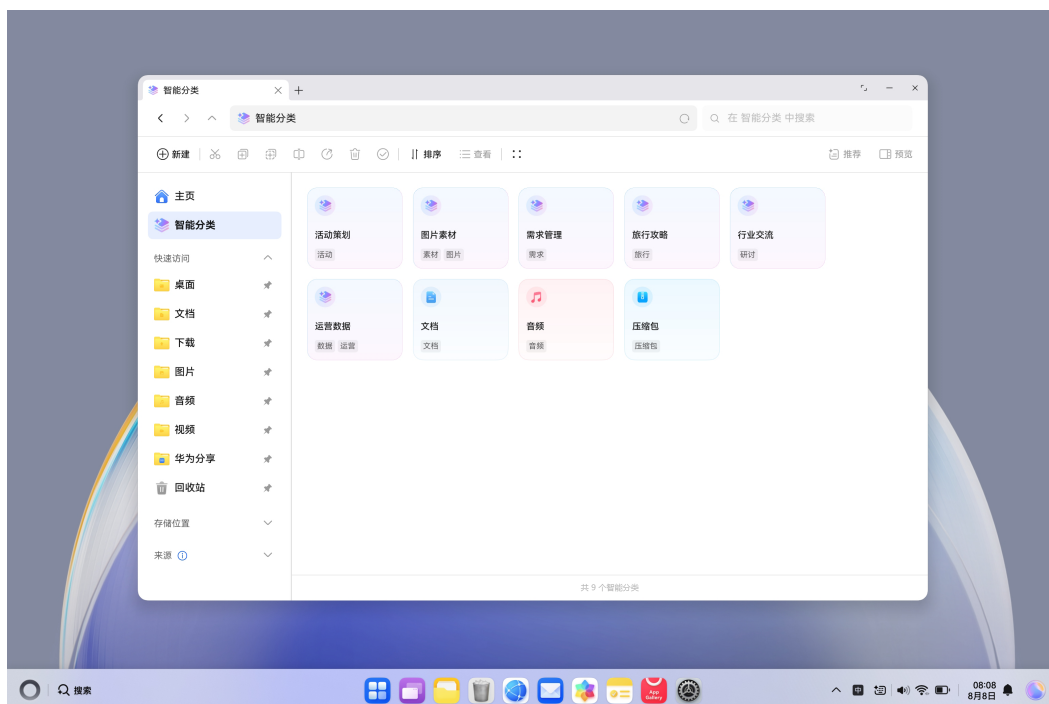 智能分类
智能分类
在 智能分类 中搜索
新建 排序 查看 推荐 预览
主页
智能分类
快速访问
桌面
文档
下载
图片
音频
视频
华为分享
回收站
存储位置
来源
活动策划
活动
图片素材
素材 图片
需求管理
需求
旅行攻略
旅行
行业交流
研讨
运营数据
数据 运营
文档
文档
音频
音频
压缩包
压缩包
共 9 个智能分类
搜索
App
Gallery
中
08:08
8月8日